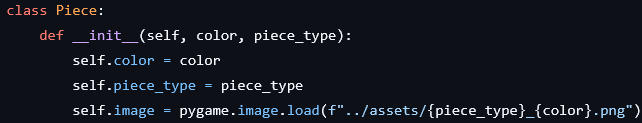 class Piece:
    def __init__(self, color, piece_type):
        self.color = color
        self.piece_type = piece_type
        self.image = pygame.image.load(f"../assets/{piece_type}_{color}.png")